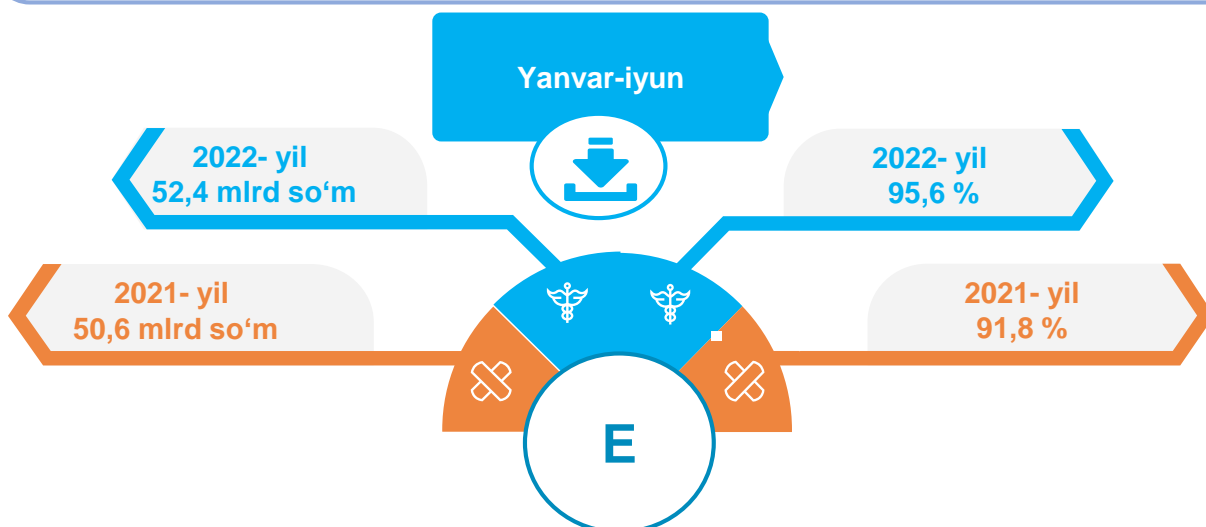 Yanvar-iyun
2022- yil
52,4 mlrd so‘m
2022- yil
95,6 %
2021- yil
50,6 mlrd so‘m
2021- yil
91,8 %
E